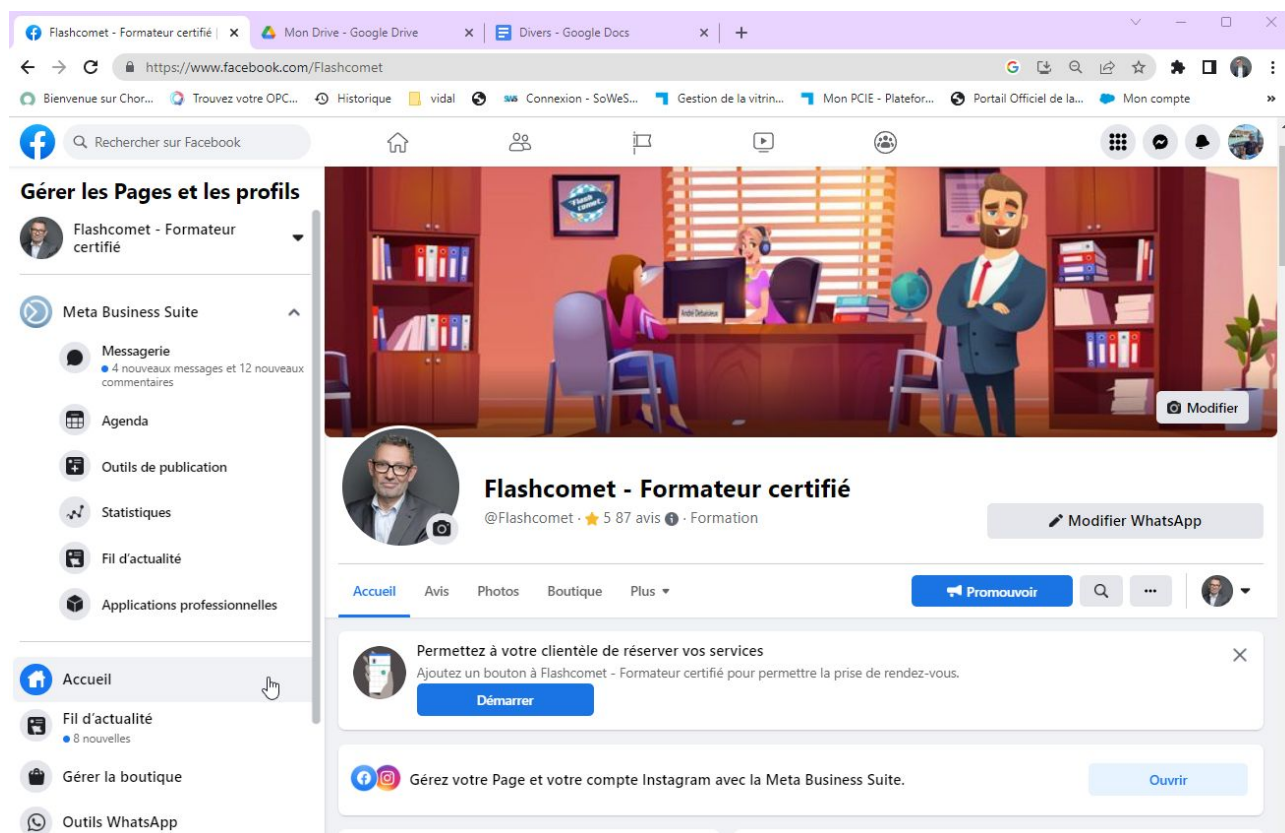 Flashcomet - Formateur certifié |
Mon Drive - Google Drive
Divers - Google Docs
https://www.facebook.com/Flashcomet
Bienvenue sur Chor...
Trouvez votre OPC...
Historique
vidal
Connexion - SoWeS...
Gestion de la vitrin...
Mon PCIE - Platefor...
Portail Officiel de la...
Mon compte
»
Rechercher sur Facebook
Gérer les Pages et les profils
Flashcomet - Formateur
certifié
Meta Business Suite
Messagerie
4 nouveaux messages et 12 nouveaux
commentaires
Agenda
Outils de publication
Statistiques
Fil d'actualité
Applications professionnelles
Accueil
Fil d'actualité
8 nouvelles
Gérer la boutique
Outils WhatsApp
Flash
comet
André Debaisieux
Modifier
Flashcomet - Formateur certifié
@Flashcomet · 5 87 avis · Formation
Modifier WhatsApp
Accueil
Avis
Photos
Boutique
Plus
Promouvoir
Permettez à votre clientèle de réserver vos services
Ajoutez un bouton à Flashcomet - Formateur certifié pour permettre la prise de rendez-vous.
Démarrer
Gérez votre Page et votre compte Instagram avec la Meta Business Suite.
Ouvrir